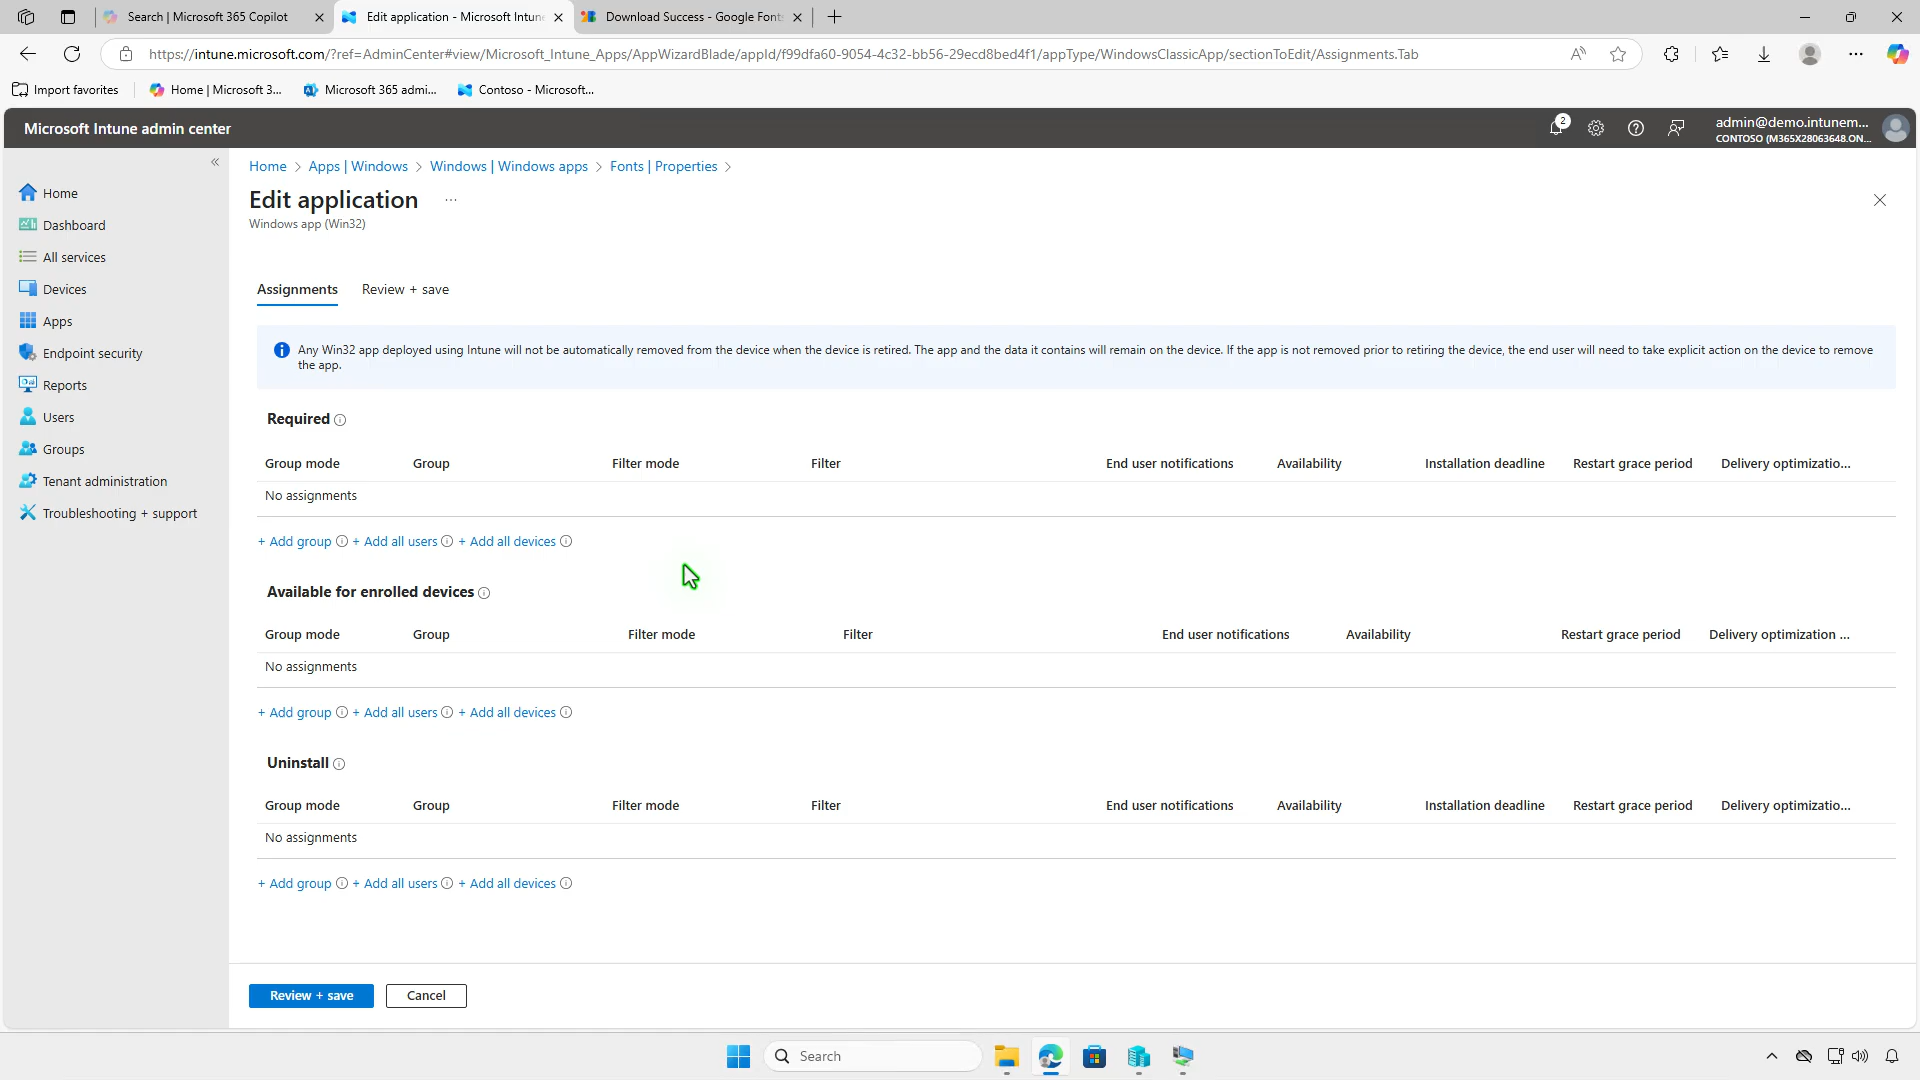 Search | Microsoft 365 Copilot
Edit application - Microsoft Intune
Download Success - Google Fonts
https://intune.microsoft.com/?ref=AdminCenter#view/Microsoft_Intune_Apps/AppWizardBlade/appId/f99dfa60-9054-4c32-bb56-29ecd8bed4f1/appType/WindowsClassicApp/sectionToEdit/Assignments.Tab
Import favorites
Home | Microsoft 3...
Microsoft 365 admi...
Contoso - Microsoft...
Microsoft Intune admin center
2
admin@demo.intunem...
CONTOSO (M365X28063648.ON...
Home
Dashboard
All services
Devices
Apps
Endpoint security
Reports
Users
Groups
Tenant administration
Troubleshooting + support
Home > Apps | Windows > Windows | Windows apps > Fonts | Properties >
Edit application ...
Windows app (Win32)
Assignments Review + save
Any Win32 app deployed using Intune will not be automatically removed from the device when the device is retired. The app and the data it contains will remain on the device. If the app is not removed prior to retiring the device, the end user will need to take explicit action on the device to remove
the app.
Required
Group mode Group Filter mode Filter End user notifications Availability Installation deadline Restart grace period Delivery optimizatio...
No assignments
+ Add group + Add all users + Add all devices
Available for enrolled devices
Group mode Group Filter mode Filter End user notifications Availability Restart grace period Delivery optimization ...
No assignments
+ Add group + Add all users + Add all devices
Uninstall
Group mode Group Filter mode Filter End user notifications Availability Installation deadline Restart grace period Delivery optimizatio...
No assignments
+ Add group + Add all users + Add all devices
Review + save
Cancel
Search